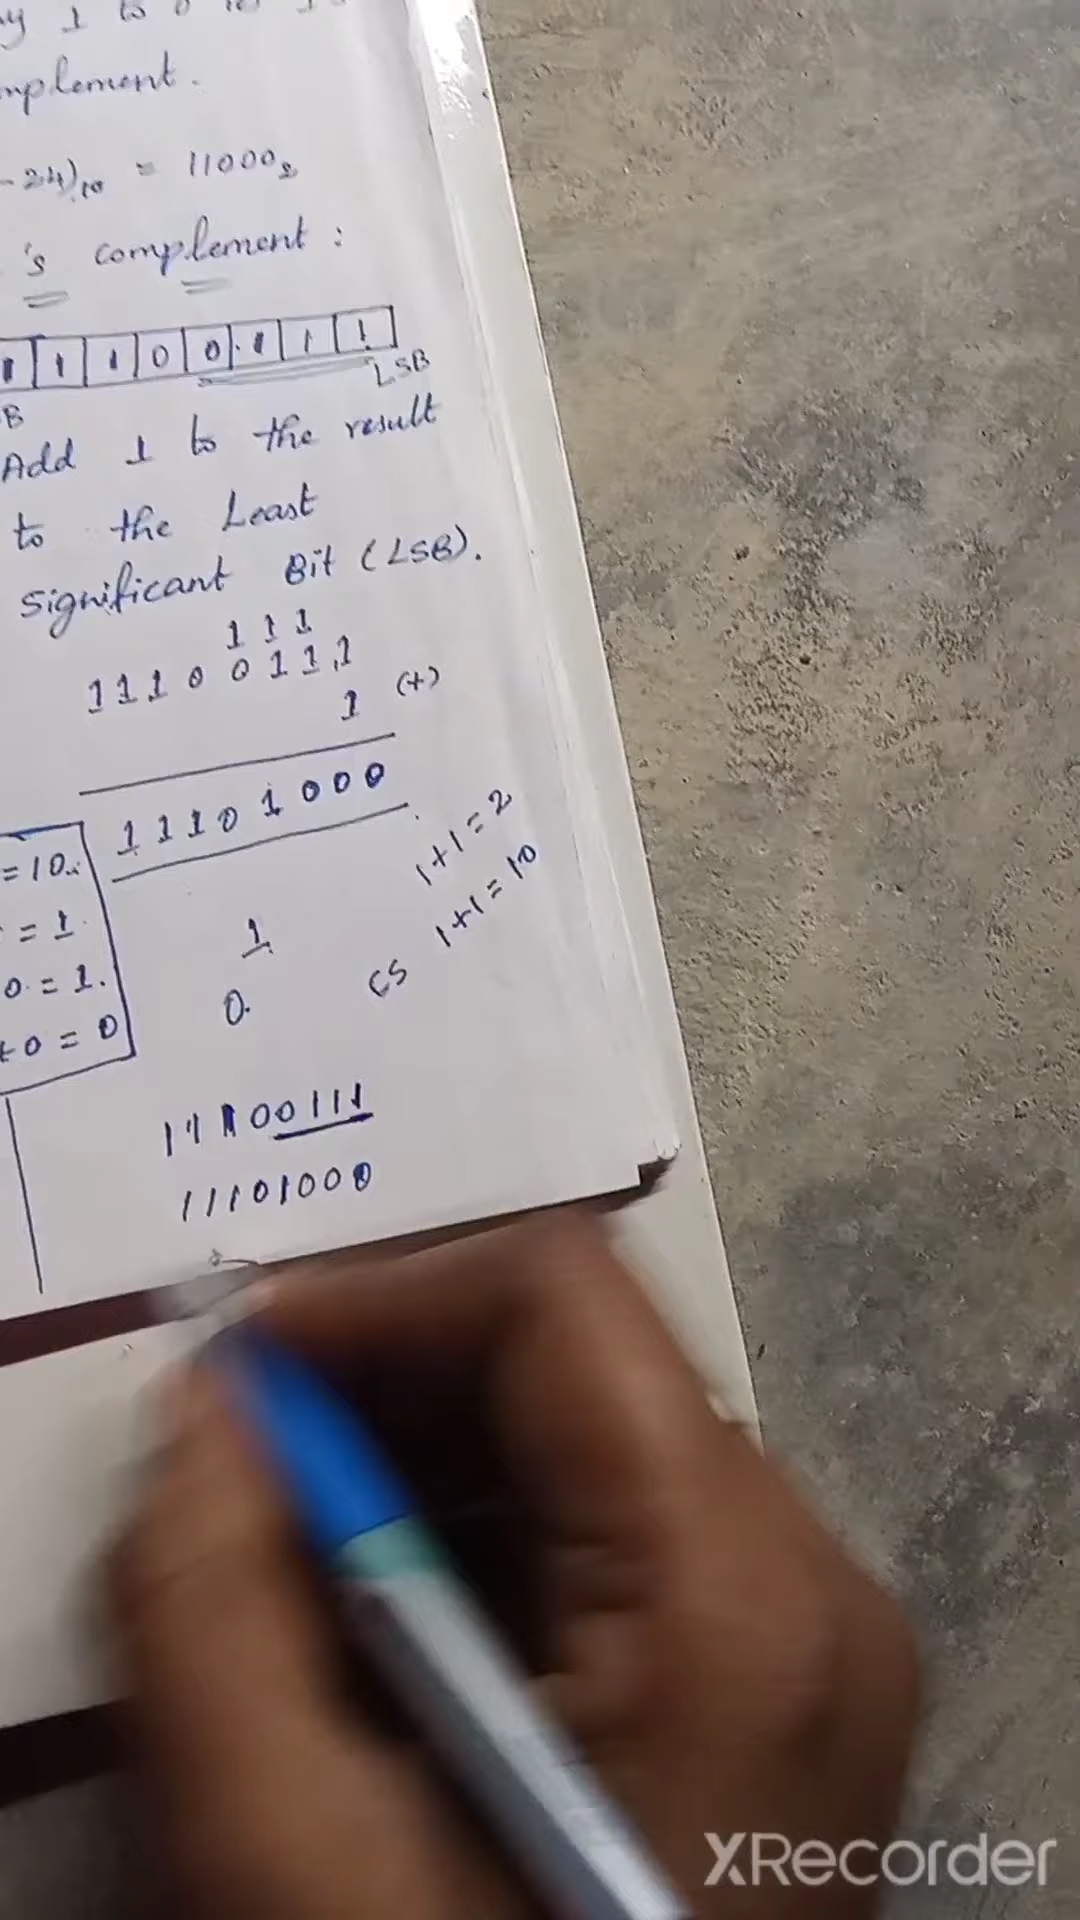 1 to 0
mplement.
-24)₁₀ = 11000₂
's complement :
1 1 1 0 0 1 1 1
LSB
B
Add 1 to the result
to the Least
significant Bit (LSB).
1 1 1
1 1 1 0 0 1 1 1
1 (+)
1 1 1 0 1 0 0 0
1+1=2
= 10
1+1=10
= 1
1
CS
0 = 1.
0.
+0 = 0
11100111
11101000
XRecorder